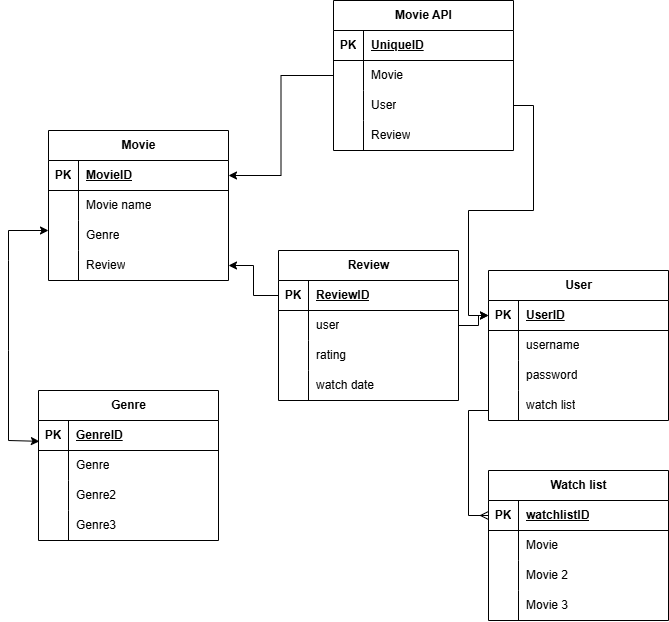 Movie API
PK UniqueID
Movie
User
Review
Movie
PK MovieID
Movie name
Genre
Review
Review
PK ReviewID
user
rating
watch date
User
PK UserID
username
password
watch list
Genre
PK GenreID
Genre
Genre2
Genre3
Watch list
PK watchlistID
Movie
Movie 2
Movie 3